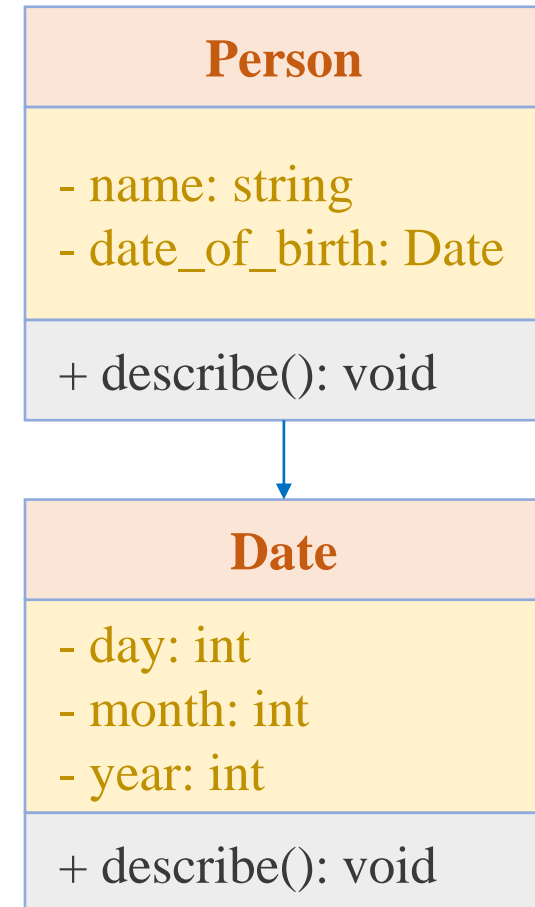 Person
- name: string
- date_of_birth: Date
+ describe(): void
Date
- day: int
- month: int
- year: int
+ describe(): void